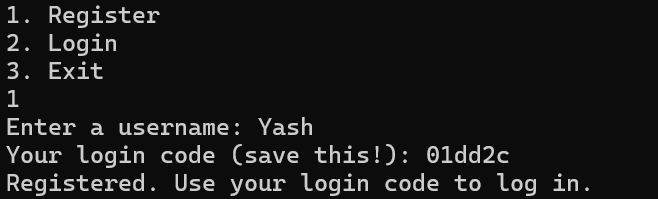 1. Register
2. Login
3. Exit
1
Enter a username: Yash
Your login code (save this!): 01dd2c
Registered. Use your login code to log in.